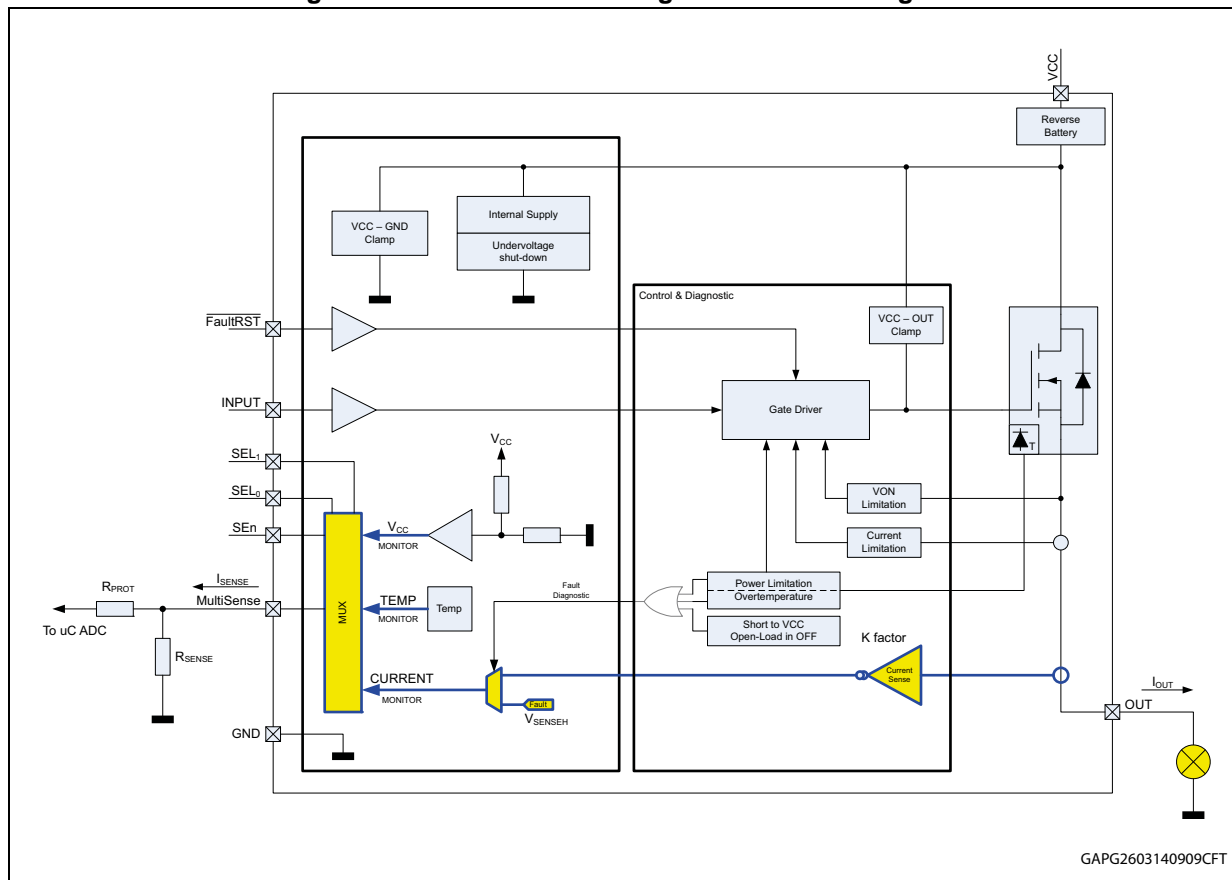 VCC
Reverse
Battery
VCC – GND
Clamp
Internal Supply
Undervoltage
shut-down
Control & Diagnostic
FaultRST
VCC – OUT
Clamp
INPUT
Gate Driver
T
SEL1
SEL0
SEn
VCC
VCC
MONITOR
VON
Limitation
Current
Limitation
RPROT
ISENSE
MultiSense
To uC ADC
RSENSE
MUX
TEMP
MONITOR
Temp
Fault
Diagnostic
Power Limitation
Overtemperature
Short to VCC
Open-Load in OFF
K factor
Current
Sense
CURRENT
MONITOR
Fault
VSENSEH
IOUT
OUT
GND
GAPG2603140909CFT